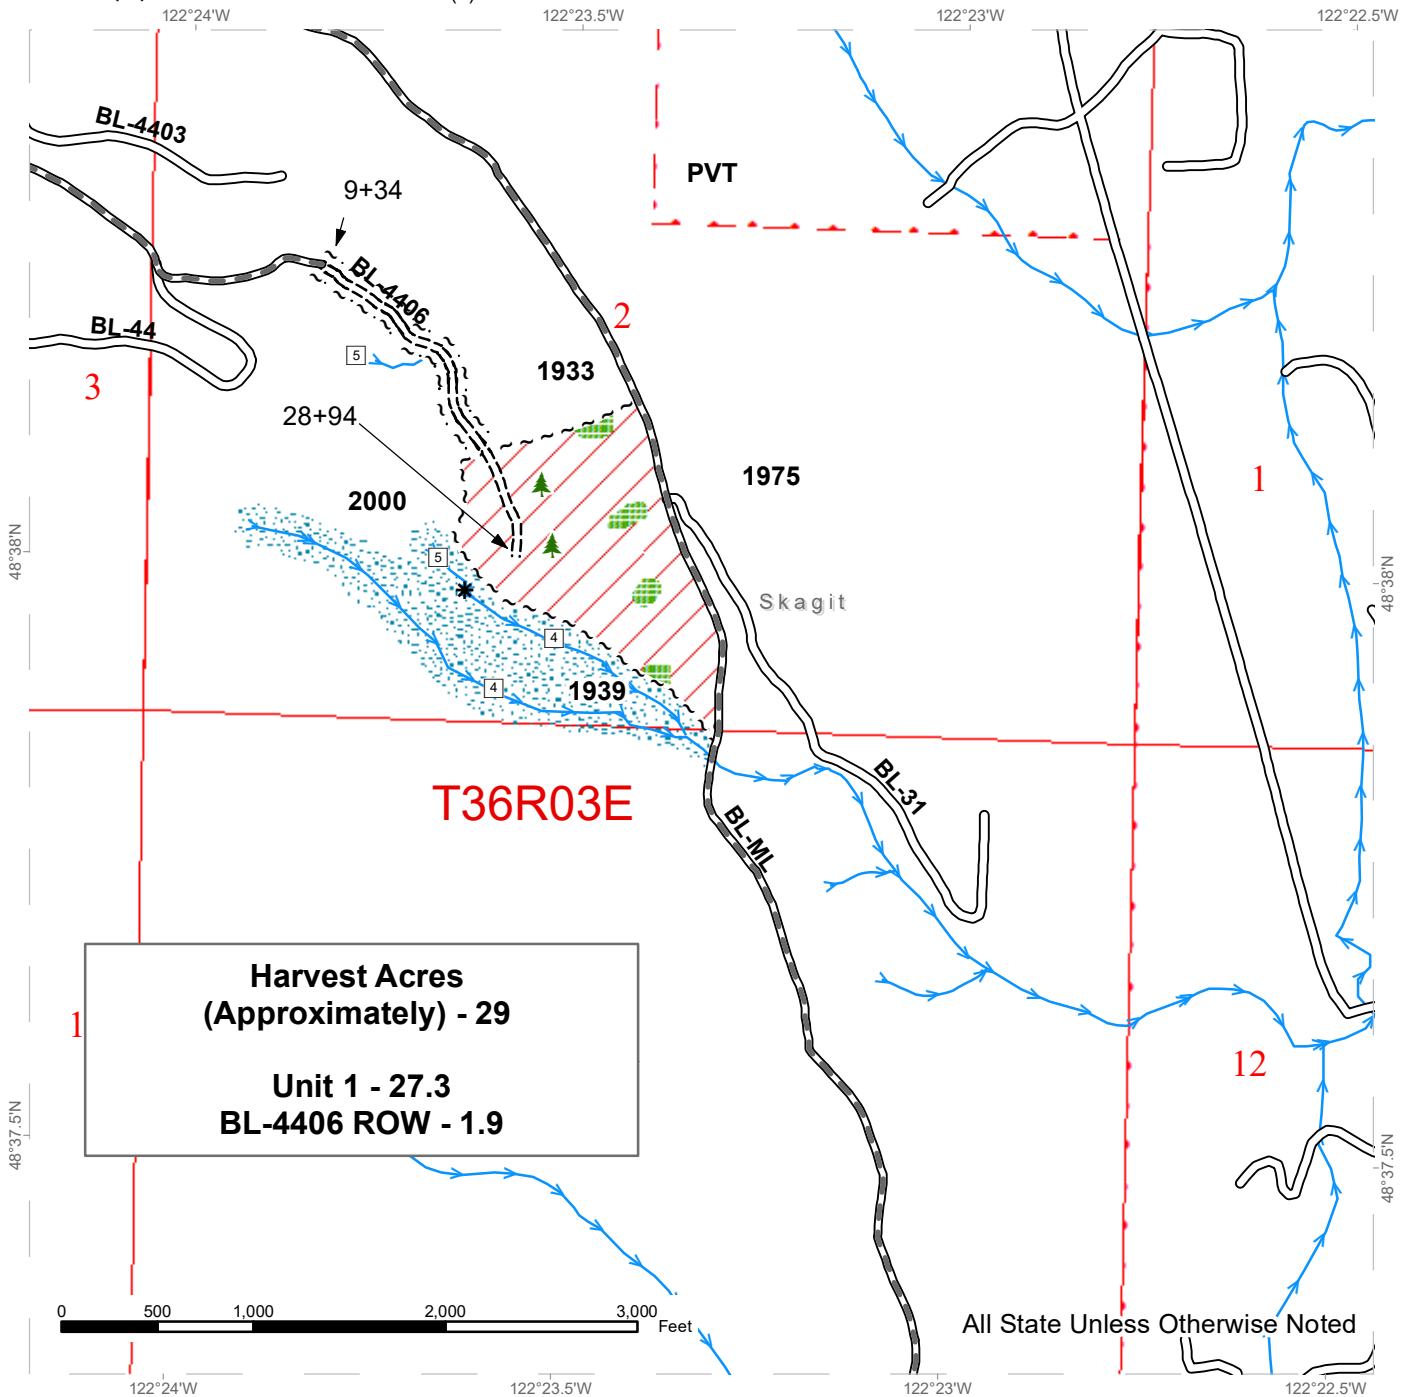 122°24'W
122°23.5'W
122°23'W
122°22.5'W
BL-4403
PVT
9+34
BL-4406
2
BL-44
5
1933
3
28+94
1975
1
2000
48°38'N
48°38'N
5
Skagit
4
4
1939
T36R03E
BL-31
BL-ML
Harvest Acres
(Approximately) - 29
1
12
Unit 1 - 27.3
BL-4406 ROW - 1.9
48°37.5'N
48°37.5'N
0
500
1,000
2,000
3,000
Feet
All State Unless Otherwise Noted
122°24'W
122°23.5'W
122°23'W
122°22.5'W